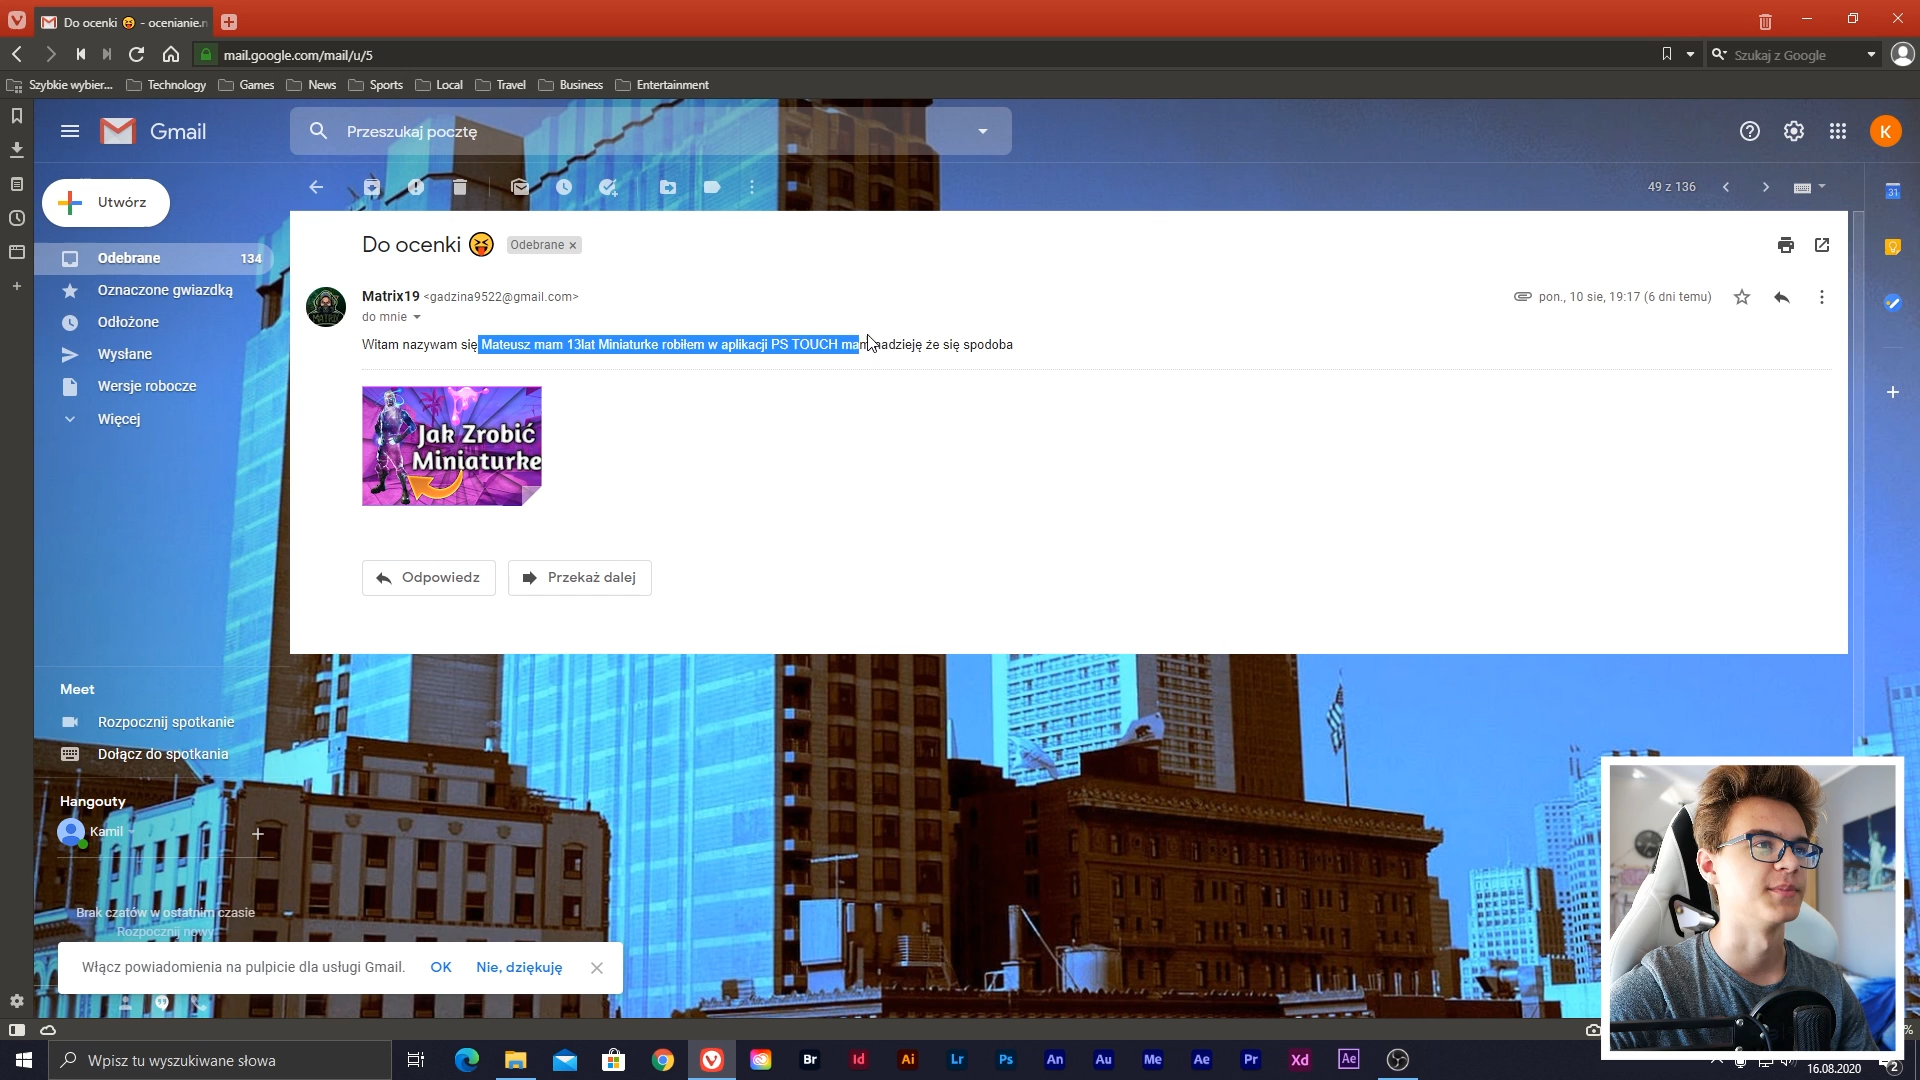 Do ocenki 😝 - ocenianie.n
mail.google.com/mail/u/5
Szukaj z Google
Szybkie wybier... Technology Games News Sports Local Travel Business Entertainment
Gmail
Przeszukaj pocztę
K
Utwórz
49 z 136
31
Do ocenki 😝 Odebrane ×
Odebrane 134
Oznaczone gwiazdką
Odłożone
Wysłane
Wersje robocze
Więcej
Matrix19 <gadzina9522@gmail.com>
pon., 10 sie, 19:17 (6 dni temu)
do mnie
MATRIX
Witam nazywam się Mateusz mam 13lat Miniaturke robiłem w aplikacji PS TOUCH mam nadzieję że się spodoba
Jak Zrobić
Miniaturke
Odpowiedz Przekaż dalej
Meet
Rozpocznij spotkanie
Dołącz do spotkania
Hangouty
Kamil
Brak czatów w ostatnim czasie
Rozpocznij nowy
Włącz powiadomienia na pulpicie dla usługi Gmail. OK Nie, dziękuję
%
Wpisz tu wyszukiwane słowa
Br Id Ai Lr Ps An Au Me Ae Pr Xd Ae
16.08.2020
2